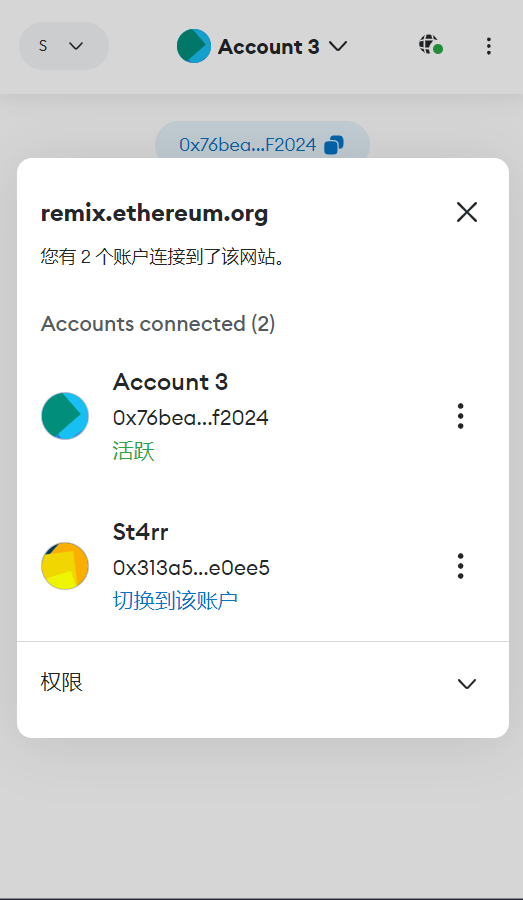 S
Account 3
0x76bea...F2024
remix.ethereum.org
您有 2 个账户连接到了该网站。
Accounts connected (2)
Account 3
0x76bea...f2024
活跃
St4rr
0x313a5...e0ee5
切换到该账户
权限